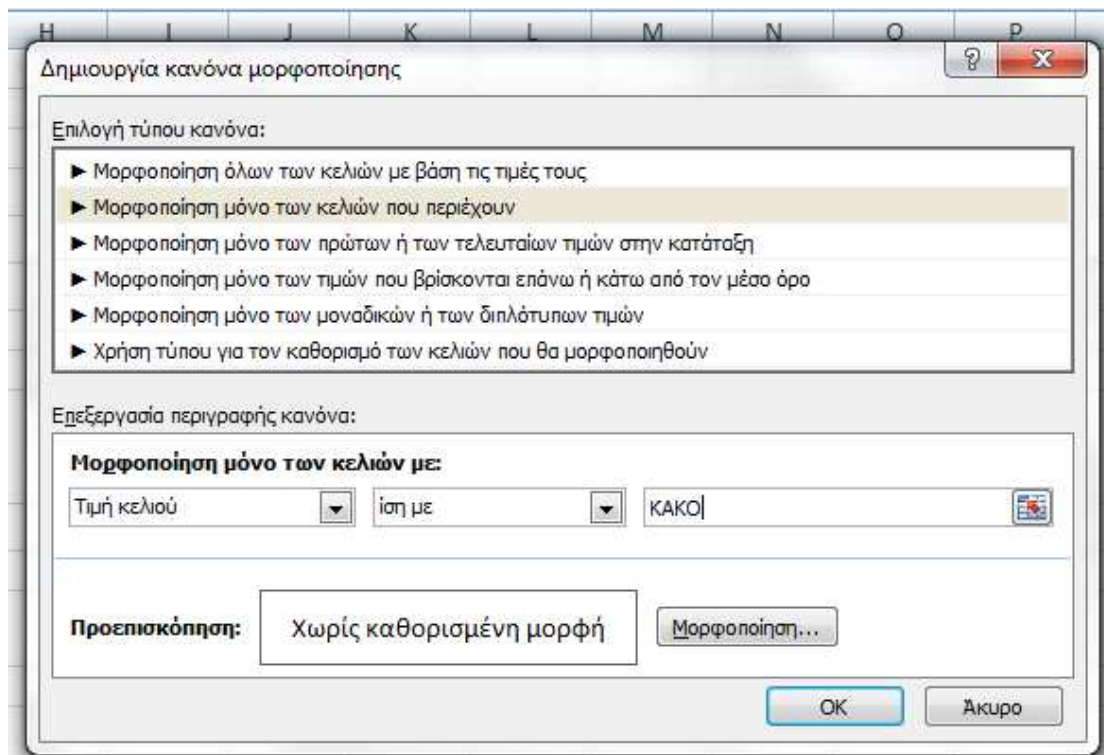 H I J K L M N O P
Δημιουργία κανόνα μορφοποίησης
Επιλογή τύπου κανόνα:
► Μορφοποίηση όλων των κελιών με βάση τις τιμές τους
► Μορφοποίηση μόνο των κελιών που περιέχουν
► Μορφοποίηση μόνο των πρώτων ή των τελευταίων τιμών στην κατάταξη
► Μορφοποίηση μόνο των τιμών που βρίσκονται επάνω ή κάτω από τον μέσο όρο
► Μορφοποίηση μόνο των μοναδικών ή των διπλότυπων τιμών
► Χρήση τύπου για τον καθορισμό των κελιών που θα μορφοποιηθούν
Επεξεργασία περιγραφής κανόνα:
Μορφοποίηση μόνο των κελιών με:
Τιμή κελιού ίση με ΚΑΚΟ
Προεπισκόπηση: Χωρίς καθορισμένη μορφή Μορφοποίηση...
OK Άκυρο